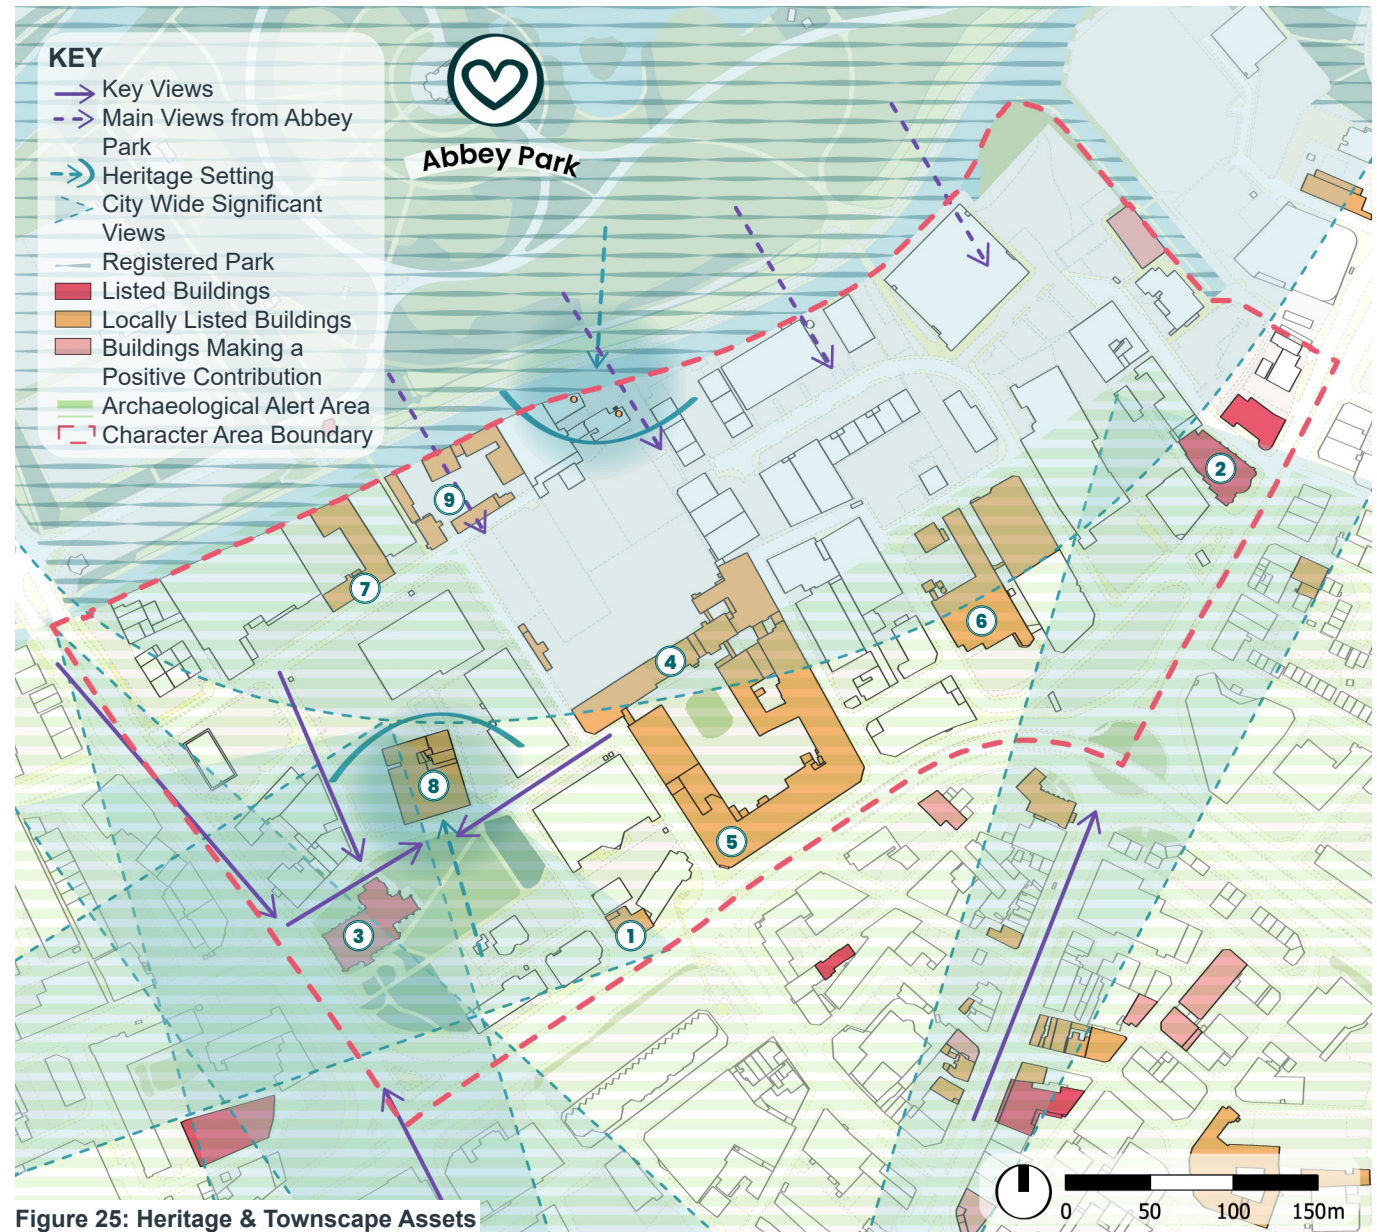 KEY
Key Views
Main Views from Abbey
Park
Heritage Setting
City Wide Significant
Views
Registered Park
Listed Buildings
Locally Listed Buildings
Buildings Making a
Positive Contribution
Archaeological Alert Area
Character Area Boundary
Abbey Park
2
9
7
6
4
8
5
1
3
0 50 100 150m
Figure 25: Heritage & Townscape Assets